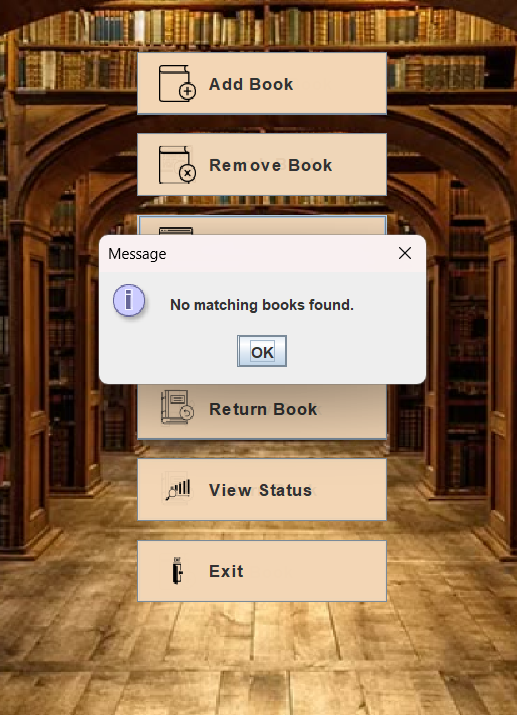 Add Book
Remove Book
Message
No matching books found.
OK
Return Book
View Status
Exit